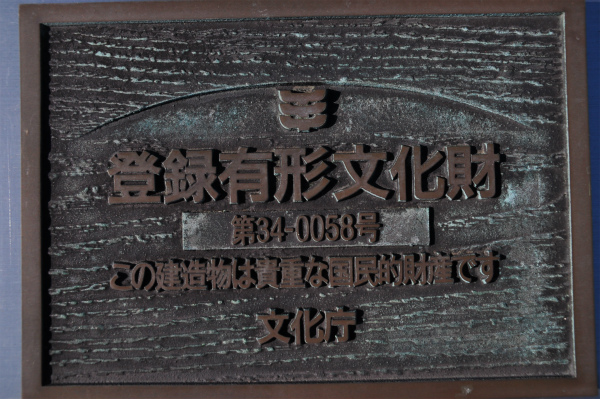 登録有形文化財
第34-0058号
この建造物は貴重な国民的財産です
文化庁